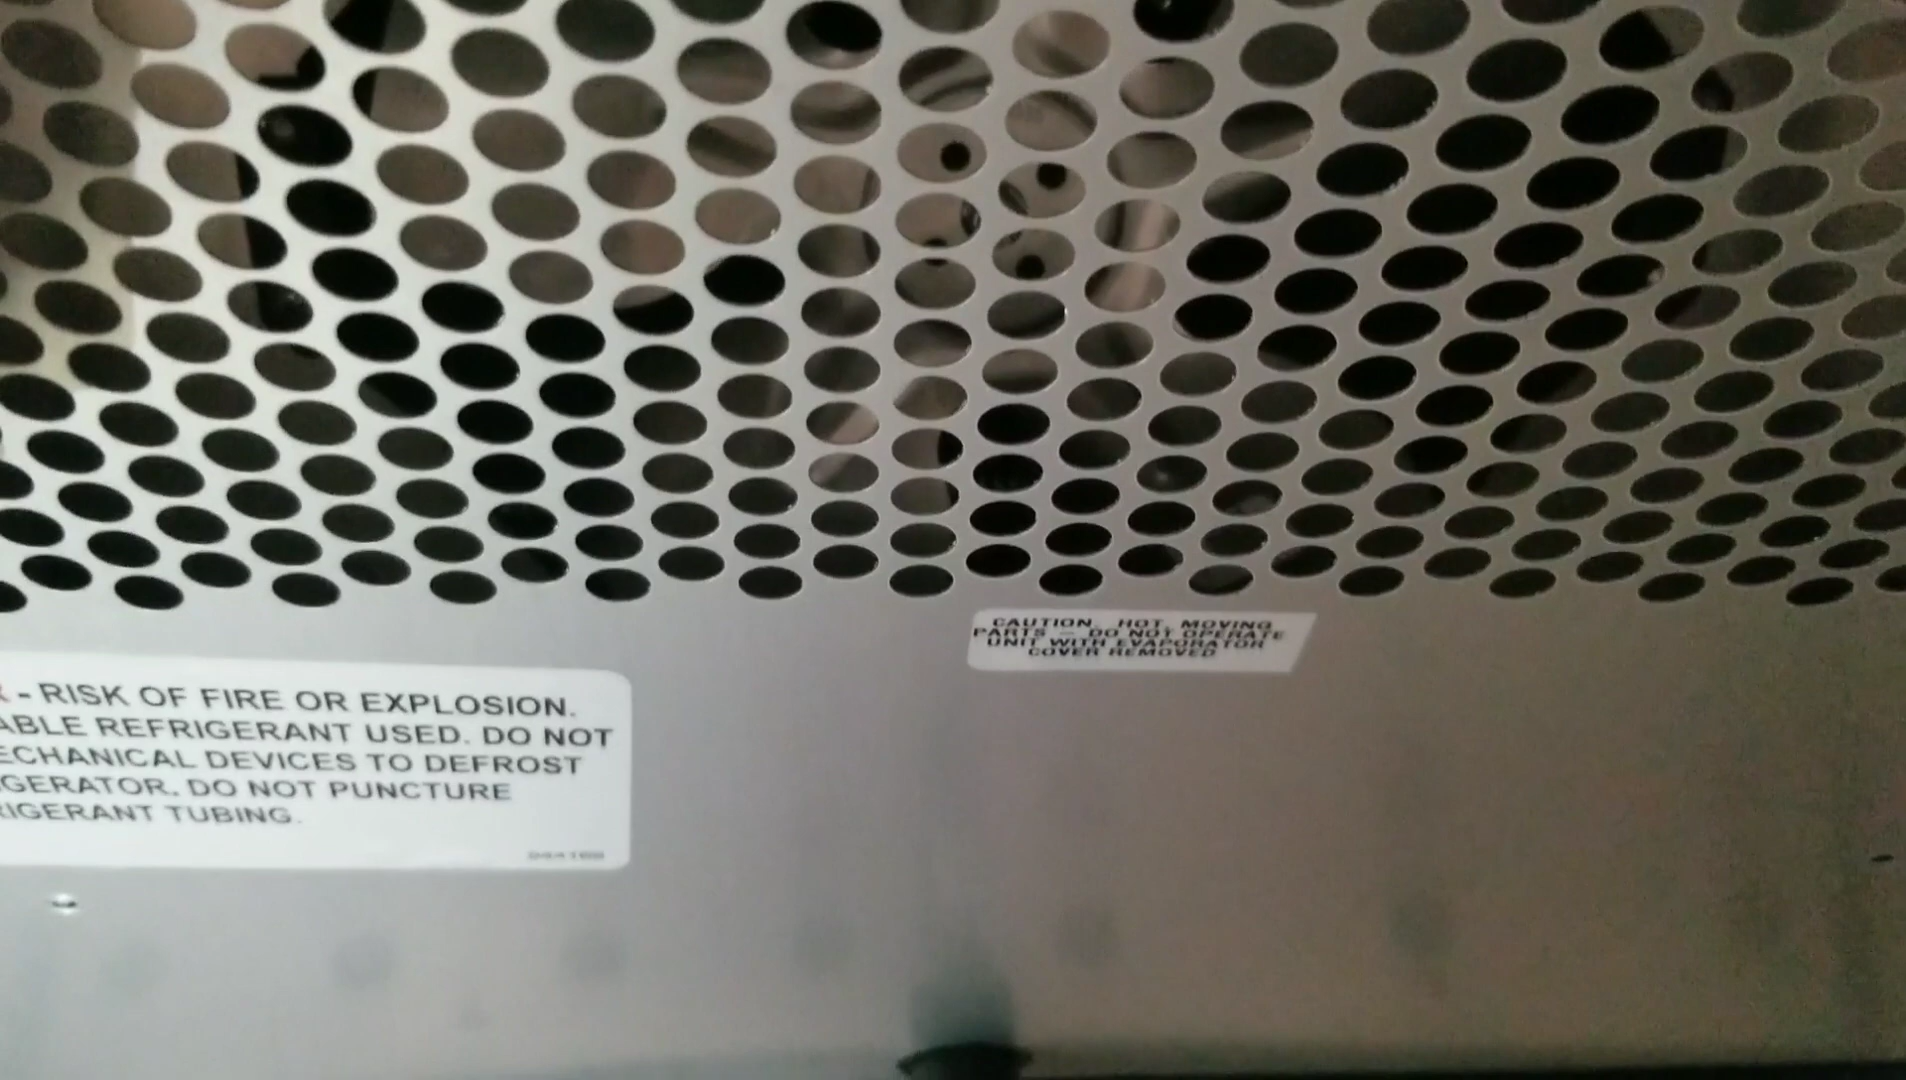 CAUTION. HOT, MOVING
PARTS - DO NOT OPERATE
UNIT WITH EVAPORATOR
COVER REMOVED
- RISK OF FIRE OR EXPLOSION.
ABLE REFRIGERANT USED. DO NOT
ECHANICAL DEVICES TO DEFROST
IGERATOR. DO NOT PUNCTURE
RIGERANT TUBING.